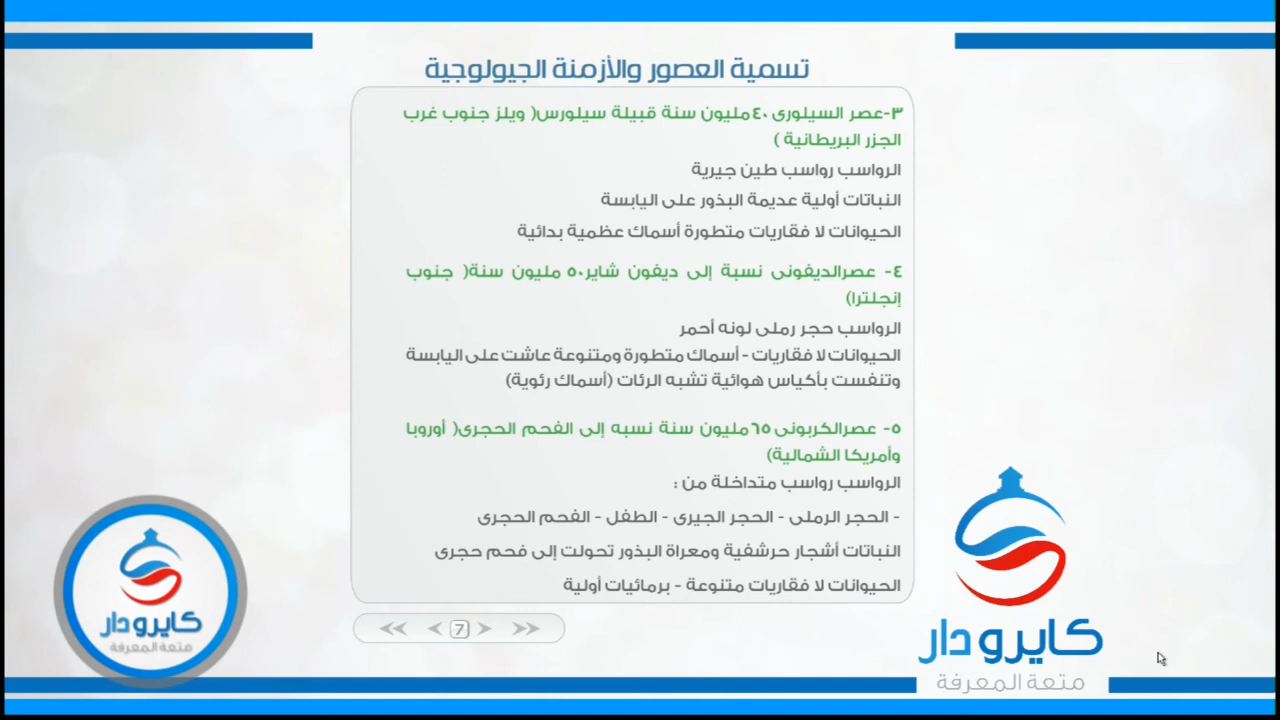 تسمية العصور والأزمنة الجيولوجية
٣-عصر السيلورى ٤٠مليون سنة قبيلة سيلورس( ويلز جنوب غرب
الجزر البريطانية )
الرواسب رواسب طين جيرية
النباتات أولية عديمة البذور على اليابسة
الحيوانات لا فقاريات متطورة أسماك عظمية بدائية
٤- عصرالديفونى نسبة إلى ديفون شاير٥٠ مليون سنة( جنوب
إنجلترا)
الرواسب حجر رملى لونه أحمر
الحيوانات لا فقاريات - أسماك متطورة ومتنوعة عاشت على اليابسة
وتنفست بأكياس هوائية تشبه الرئات (أسماك رئوية)
٥- عصرالكربونى ٦٥مليون سنة نسبه إلى الفحم الحجرى( أوروبا
وأمريكا الشمالية)
الرواسب رواسب متداخلة من :
- الحجر الرملى - الحجر الجيرى - الطفل - الفحم الحجرى
النباتات أشجار حرشفية ومعراة البذور تحولت إلى فحم حجرى
الحيوانات لا فقاريات متنوعة - برمائيات أولية
7
كايرو دار
متعة المعرفة
كايرو دار
متعة المعرفة